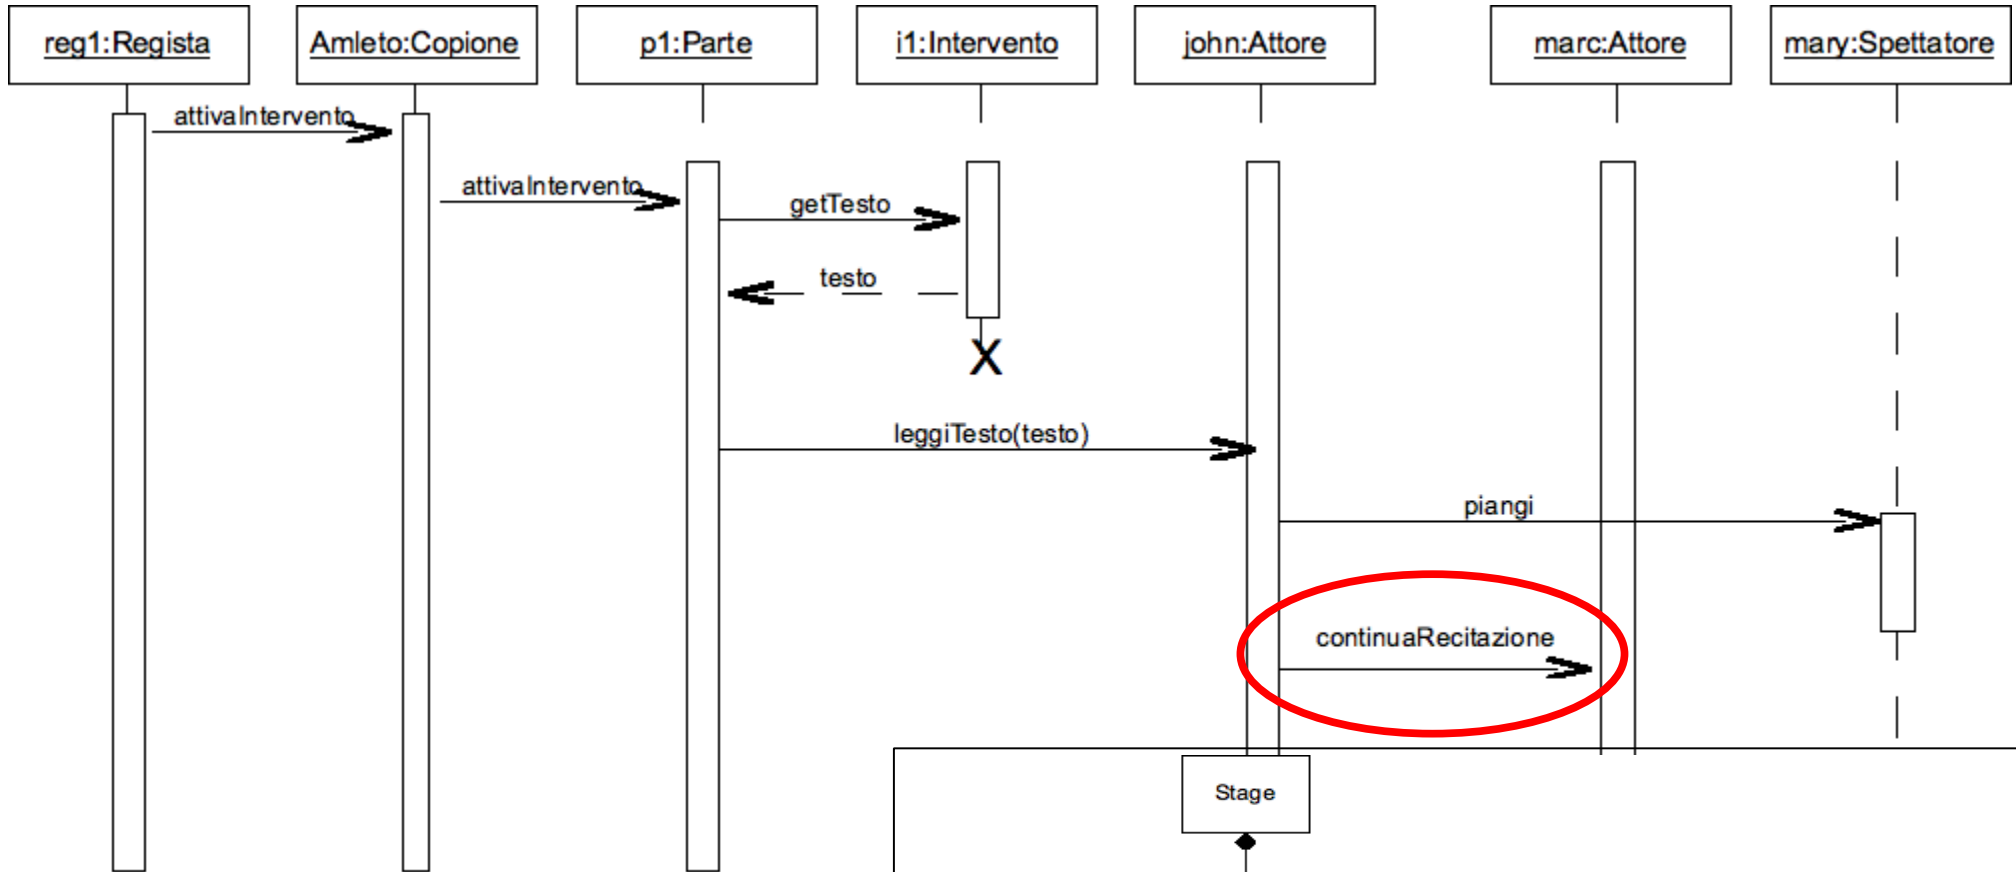 reg1:Regista
Amleto:Copione
p1:Parte
i1:Intervento
john:Attore
marc:Attore
mary:Spettatore
attivaIntervento
attivaIntervento
getTesto
testo
X
leggiTesto(testo)
piangi
continuaRecitazione
Stage